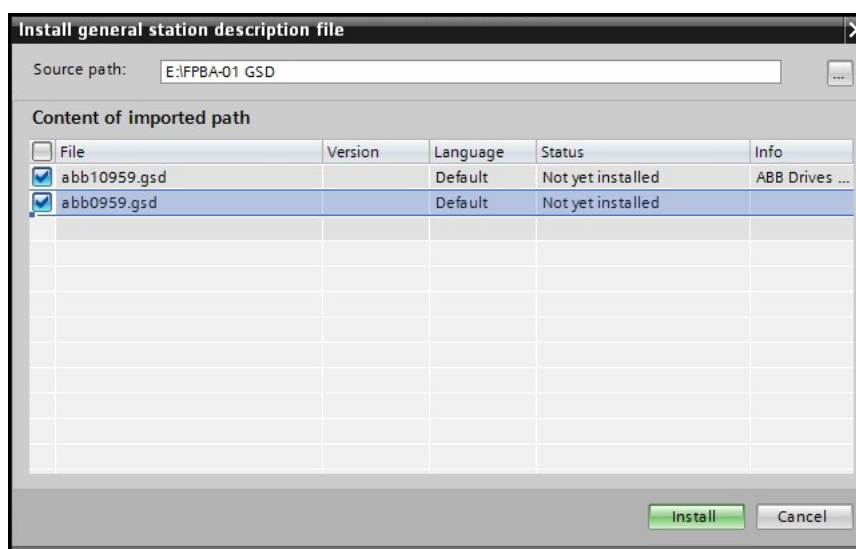 Install general station description file
Source path: E:\FPBA-01 GSD ...
Content of imported path
File Version Language Status Info
abb10959.gsd Default Not yet installed ABB Drives ...
abb0959.gsd Default Not yet installed
Install Cancel